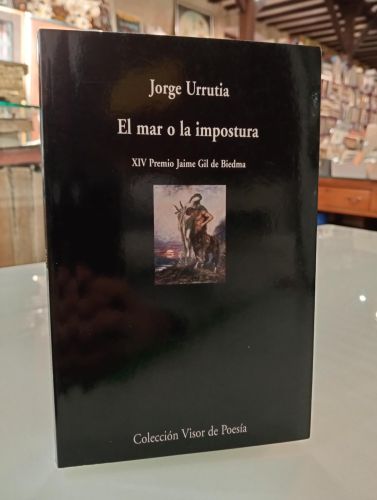 Jorge Urrutia
El mar o la impostura
XIV Premio Jaime Gil de Biedma
Colección Visor de Poesía